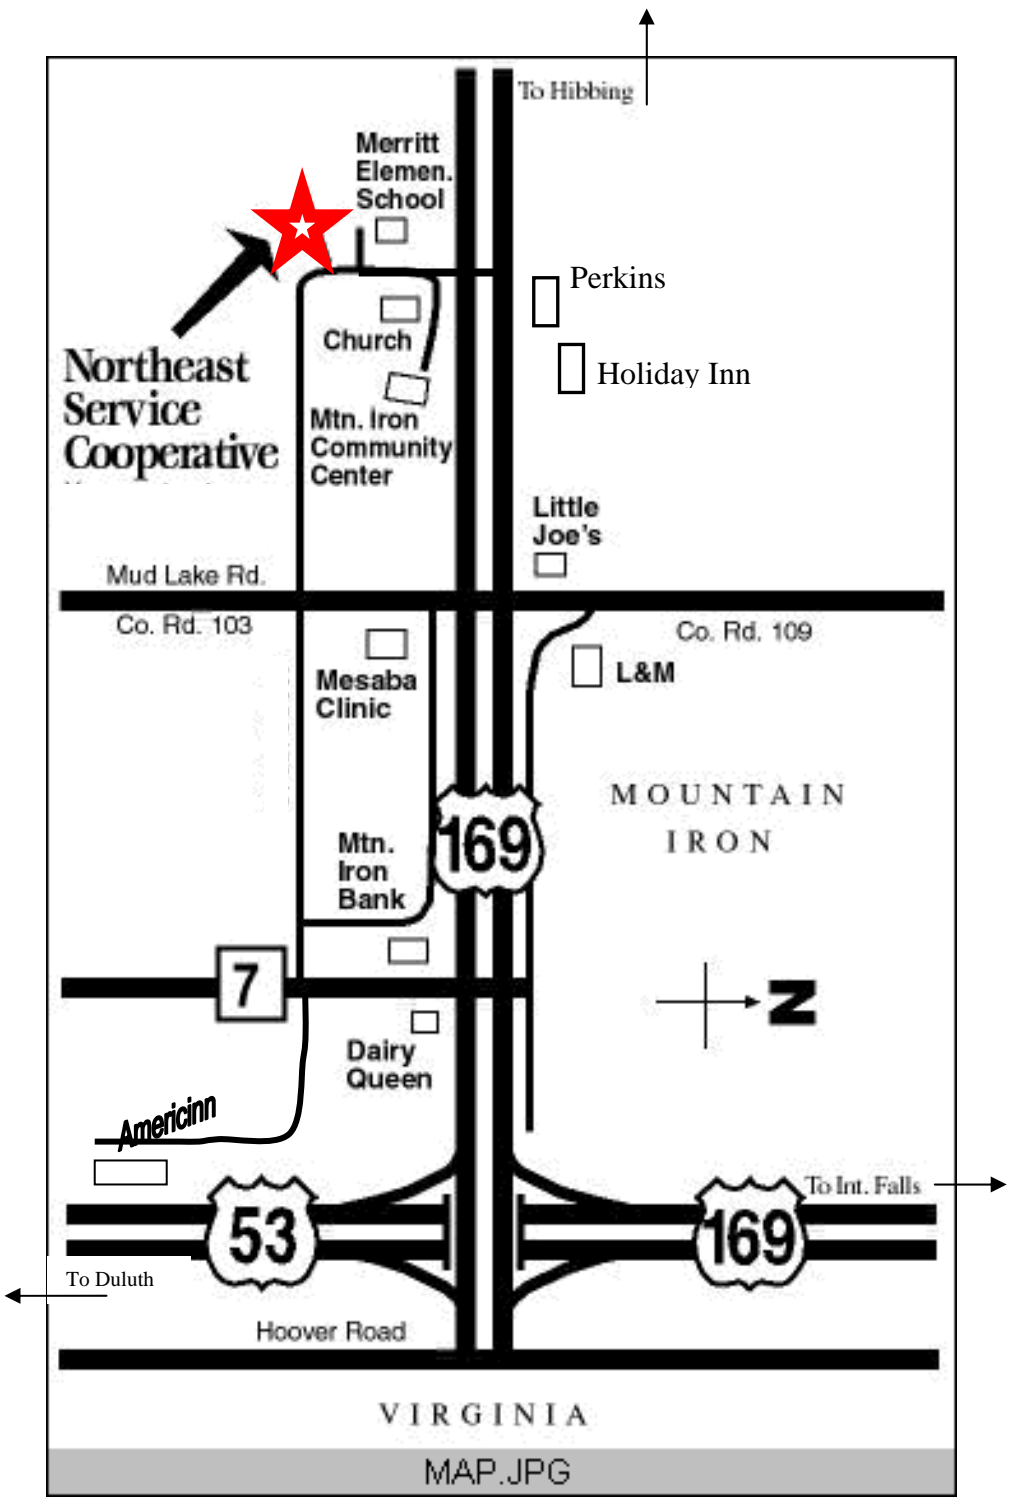 To Hibbing
Merritt
Elemen.
School
Perkins
Church
Holiday Inn
Northeast
Service
Cooperative
Mtn. Iron
Community
Center
Little
Joe's
Mud Lake Rd.
Co. Rd. 103
Co. Rd. 109
L&M
Mesaba
Clinic
MOUNTAIN
IRON
169
Mtn.
Iron
Bank
7
N
Dairy
Queen
Americinn
To Int. Falls
53
169
To Duluth
Hoover Road
VIRGINIA
MAP.JPG